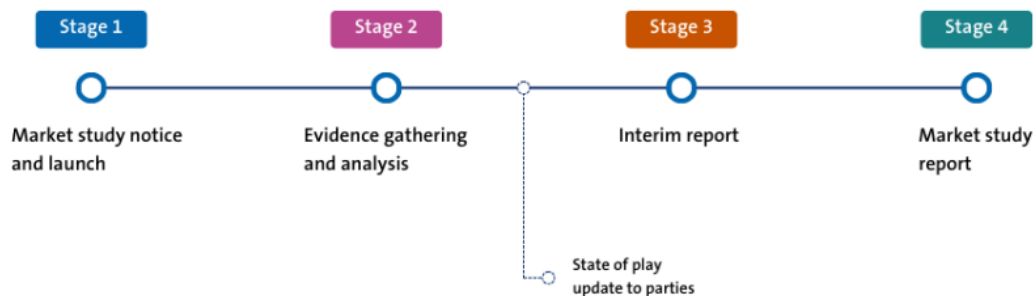 Stage 1
Stage 2
Stage 3
Stage 4
Market study notice
and launch
Evidence gathering
and analysis
Interim report
Market study
report
State of play
update to parties